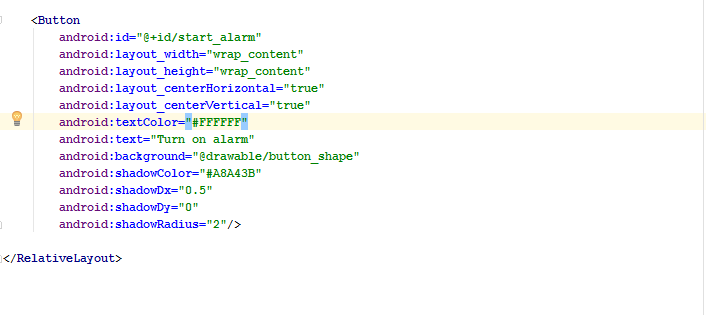 <Button
android:id="@+id/start_alarm"
android:layout_width="wrap_content"
android:layout_height="wrap_content"
android:layout_centerHorizontal="true"
android:layout_centerVertical="true"
android:textColor="#FFFFFF"
android:text="Turn on alarm"
android:background="@drawable/button_shape"
android:shadowColor="#A8A43B"
android:shadowDx="0.5"
android:shadowDy="0"
android:shadowRadius="2"/>
</RelativeLayout>